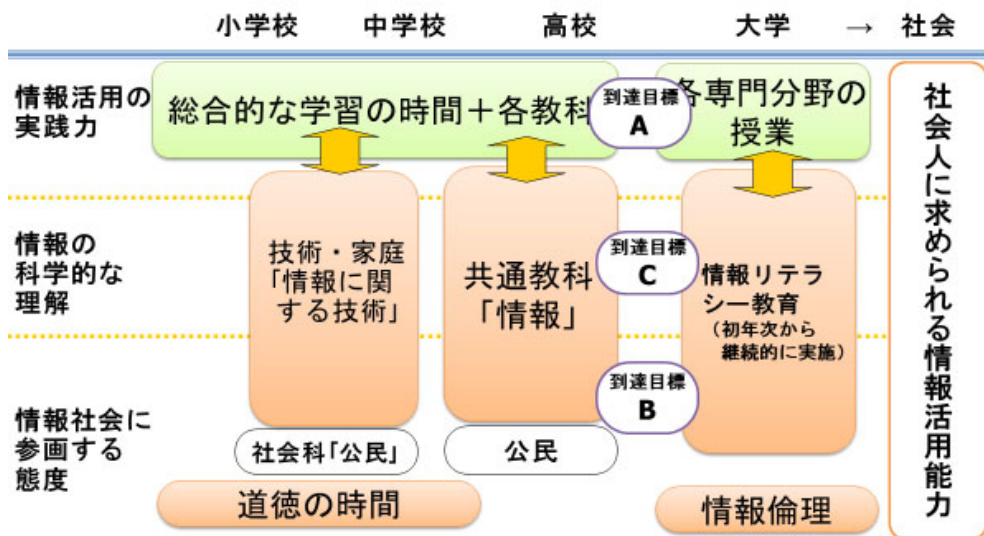 小学校 中学校 高校 大学 → 社会
情報活用の
実践力
総合的な学習の時間＋各教科
到達目標
A
各専門分野の
授業
情報の
科学的な
理解
技術・家庭
「情報に関
する技術」
共通教科
「情報」
到達目標
C
情報リテラ
シー教育
（初年次から
継続的に実施）
到達目標
B
情報社会に
参画する
態度
社会科「公民」
公民
道徳の時間
情報倫理
社会人に求められる情報活用能力